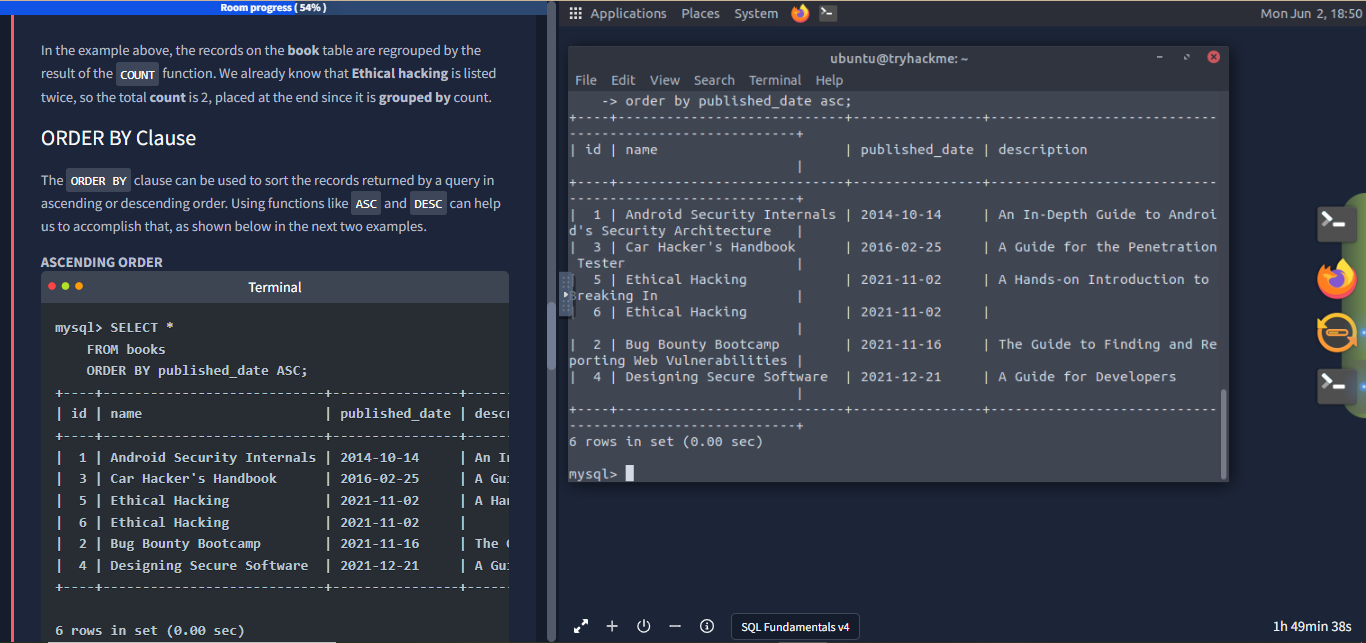 Room progress ( 54% )
In the example above, the records on the book table are regrouped by the
result of the COUNT function. We already know that Ethical hacking is listed
twice, so the total count is 2, placed at the end since it is grouped by count.
ORDER BY Clause
The ORDER BY clause can be used to sort the records returned by a query in
ascending or descending order. Using functions like ASC and DESC can help
us to accomplish that, as shown below in the next two examples.
ASCENDING ORDER
Terminal
mysql> SELECT *
    FROM books
    ORDER BY published_date ASC;
+----+----------------------------+----------------+-----
| id | name                       | published_date | descr
+----+----------------------------+----------------+-----
|  1 | Android Security Internals | 2014-10-14     | An In
|  3 | Car Hacker's Handbook      | 2016-02-25     | A Gui
|  5 | Ethical Hacking            | 2021-11-02     | A Han
|  6 | Ethical Hacking            | 2021-11-02     |
|  2 | Bug Bounty Bootcamp        | 2021-11-16     | The G
|  4 | Designing Secure Software  | 2021-12-21     | A Gui
+----+----------------------------+----------------+-----
6 rows in set (0.00 sec)
Applications Places System
Mon Jun 2, 18:50
ubuntu@tryhackme: ~
File Edit View Search Terminal Help
    -> order by published_date asc;
+----+----------------------------+----------------+----------------------------
----------------------------+
| id | name                       | published_date | description
                            |
+----+----------------------------+----------------+----------------------------
----------------------------+
|  1 | Android Security Internals | 2014-10-14     | An In-Depth Guide to Androi
d's Security Architecture   |
|  3 | Car Hacker's Handbook      | 2016-02-25     | A Guide for the Penetration
 Tester                     |
   5 | Ethical Hacking            | 2021-11-02     | A Hands-on Introduction to
Breaking In                 |
   6 | Ethical Hacking            | 2021-11-02     |
                            |
|  2 | Bug Bounty Bootcamp        | 2021-11-16     | The Guide to Finding and Re
porting Web Vulnerabilities |
|  4 | Designing Secure Software  | 2021-12-21     | A Guide for Developers
                            |
+----+----------------------------+----------------+----------------------------
----------------------------+
6 rows in set (0.00 sec)
mysql>
SQL Fundamentals v4
1h 49min 38s